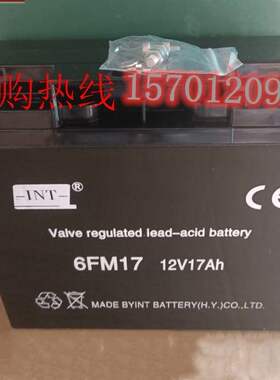 购热线 15701209
INT ®
CE
Valve regulated lead-acid battery
6FM17 12V17Ah
MADE BYINT BATTERY(H.Y.)CO.,LTD.